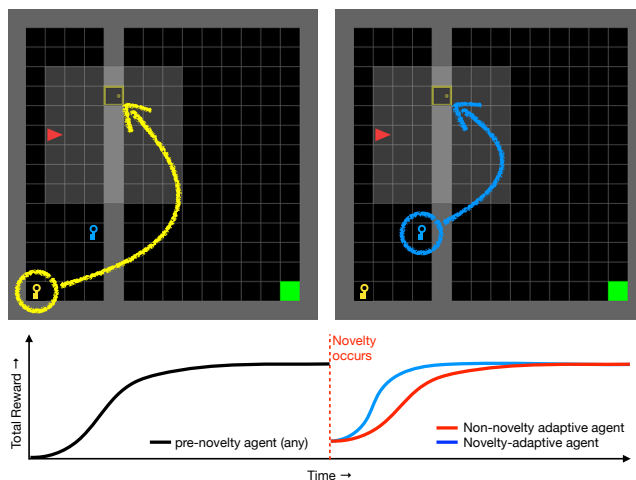 Novelty
occurs
Total Reward →
pre-novelty agent (any)
Non-novelty adaptive agent
Novelty-adaptive agent
Time →